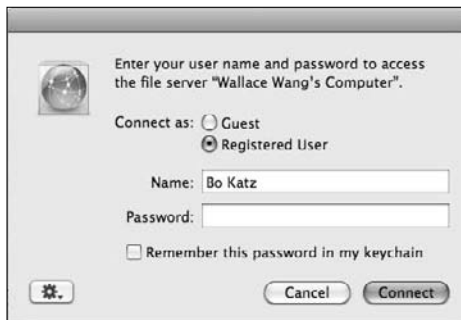 Enter your user name and password to access
the file server “Wallace Wang’s Computer”.
Connect as: Guest
Registered User
Name: Bo Katz
Password:
Remember this password in my keychain
Cancel Connect